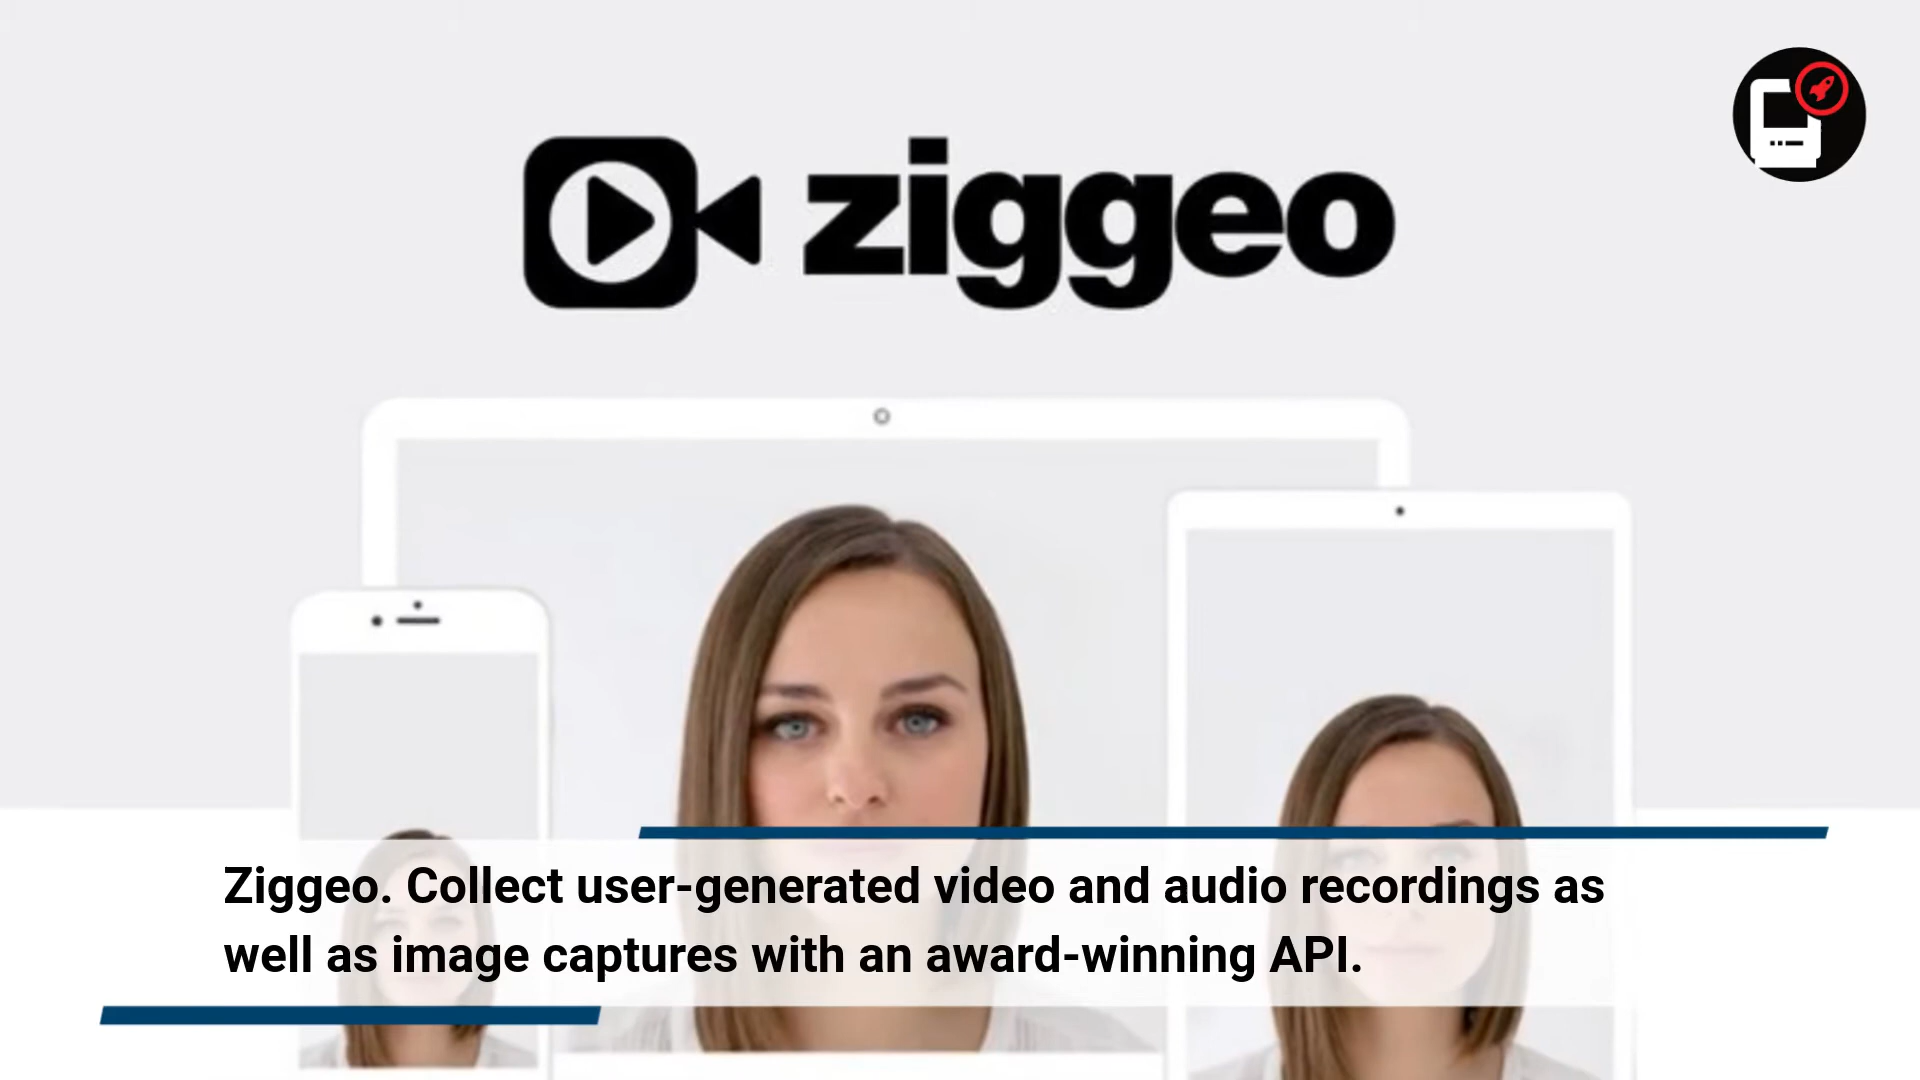 ziggeo
Ziggeo. Collect user-generated video and audio recordings as
well as image captures with an award-winning API.